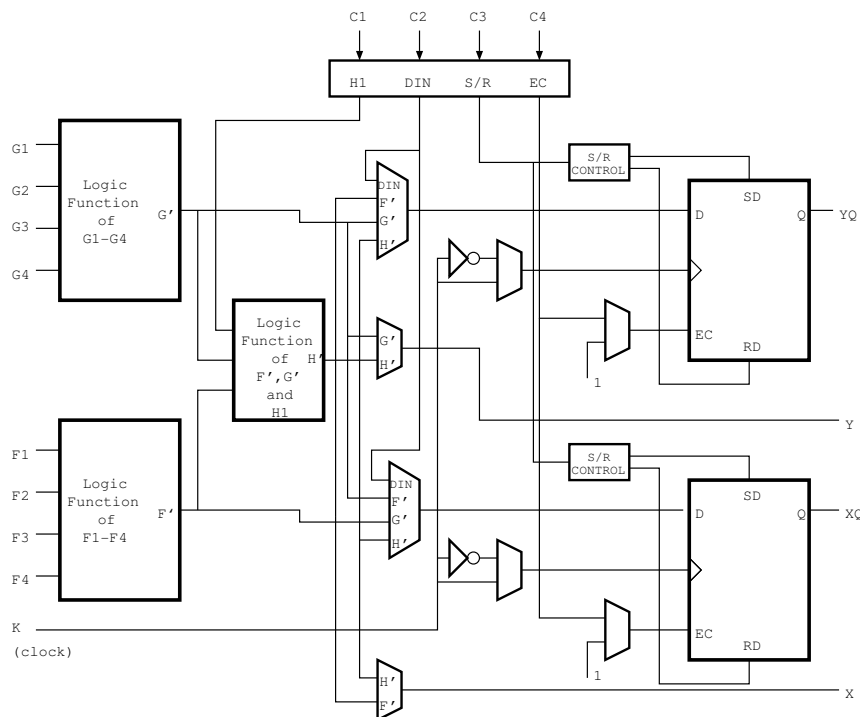 C1 C2 C3 C4
H1 DIN S/R EC
G1
G2
G3
G4
Logic
Function
of
G1-G4
G'
DIN
F'
G'
H'
S/R
CONTROL
SD
D
Q
YQ
EC
RD
1
Logic
Function
of
F',G'
and
H1
H'
G'
H'
Y
F1
F2
F3
F4
Logic
Function
of
F1-F4
F'
DIN
F'
G'
H'
S/R
CONTROL
SD
D
Q
XQ
EC
RD
1
K
(clock)
H'
F'
X